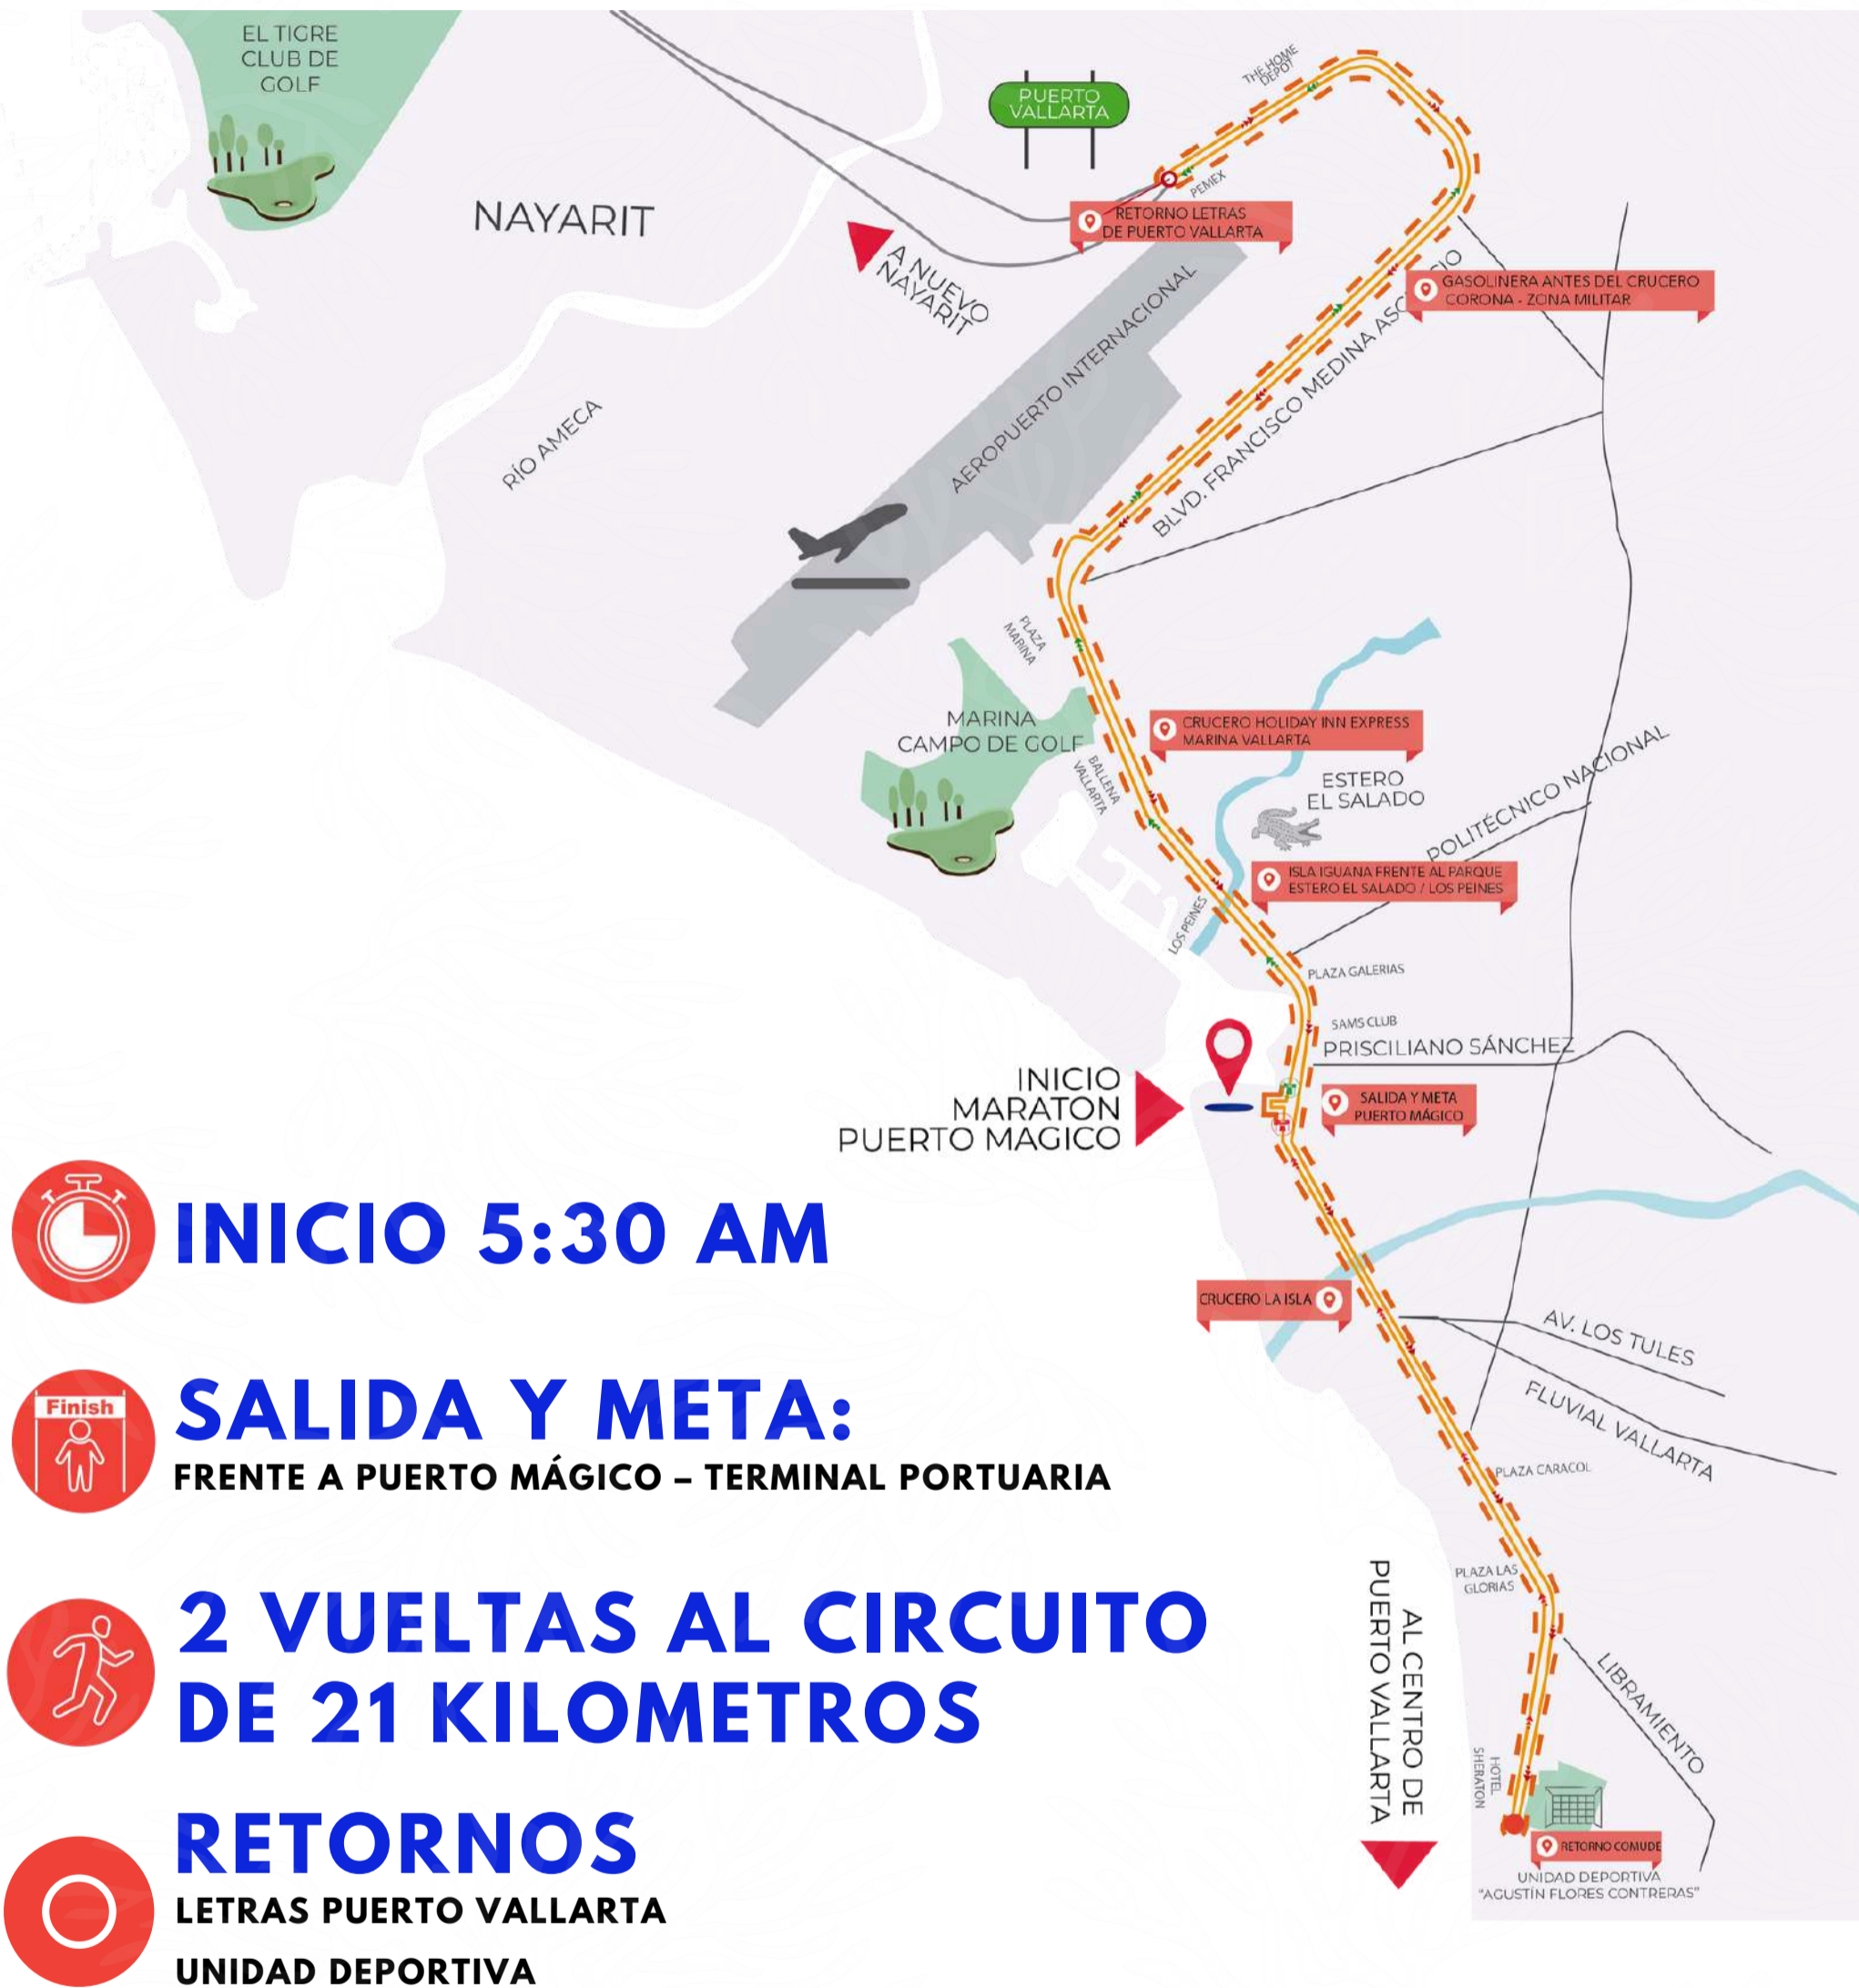 EL TIGRE
CLUB DE
GOLF
NAYARIT
PUERTO
VALLARTA
THE HOME
DEPOT
PEMEX
RETORNO LETRAS
DE PUERTO VALLARTA
A NUEVO
NAYARIT
AEROPUERTO INTERNACIONAL
GASOLINERA ANTES DEL CRUCERO
CORONA - ZONA MILITAR
BLVD. FRANCISCO MEDINA
RÍO AMECA
PLAZA
MARINA
MARINA
CAMPO DE GOLF
BALLENA
VALLARTA
CRUCERO HOLIDAY INN EXPRESS
MARINA VALLARTA
ESTERO
EL SALADO
POLITÉCNICO NACIONAL
ISLA IGUANA FRENTE AL PARQUE
ESTERO EL SALADO / LOS PEINES
LOS PEINES
PLAZA GALERIAS
SAMS CLUB
PRISCILIANO SÁNCHEZ
INICIO
MARATON
PUERTO MAGICO
SALIDA Y META
PUERTO MÁGICO
CRUCERO LA ISLA
AV. LOS TULES
FLUVIAL VALLARTA
PLAZA CARACOL
PLAZA LAS
GLORIAS
LIBRAMIENTO
AL CENTRO DE
PUERTO VALLARTA
HOTEL
SHERATON
RETORNO COMUDE
UNIDAD DEPORTIVA
"AGUSTÍN FLORES CONTRERAS"
INICIO 5:30 AM
Finish
SALIDA Y META:
FRENTE A PUERTO MÁGICO – TERMINAL PORTUARIA
2 VUELTAS AL CIRCUITO
DE 21 KILOMETROS
RETORNOS
LETRAS PUERTO VALLARTA
UNIDAD DEPORTIVA